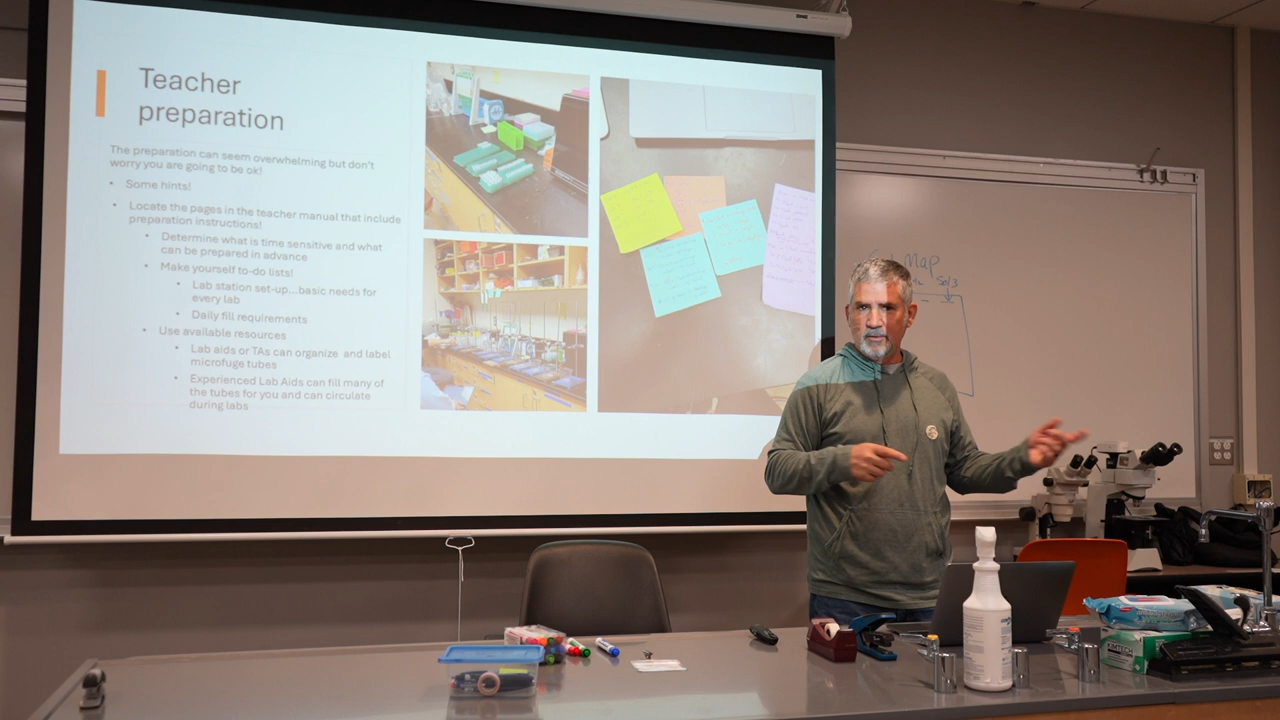 Teacher
preparation
The preparation can seem overwhelming but don't
worry you are going to be ok!
• Some hints!
• Locate the pages in the teacher manual that include
preparation instructions!
• Determine what is time sensitive and what
can be prepared in advance
• Make yourself to-do lists!
• Lab station set-up...basic needs for
every lab
• Daily fill requirements
• Use available resources
• Lab aids or TAs can organize and label
microfuge tubes
• Experienced Lab Aids can fill many of
the tubes for you and can circulate
during labs
Map
KIMTECH